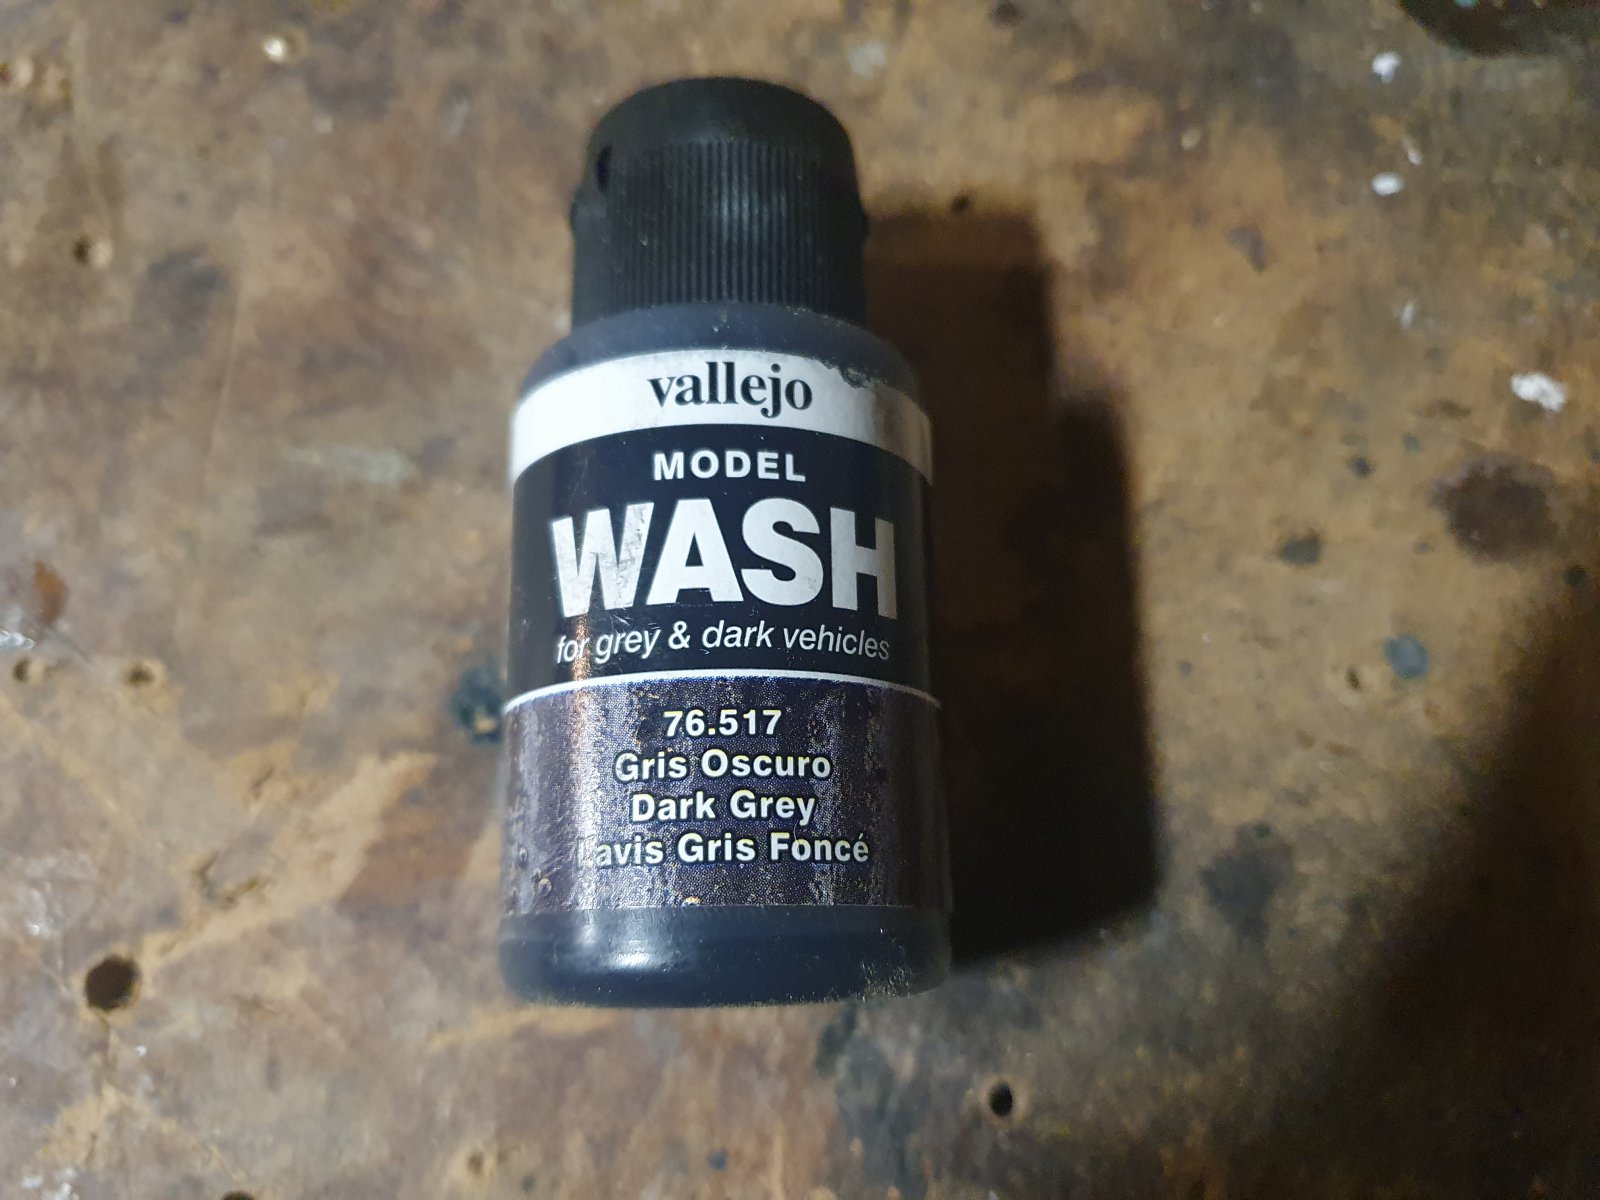 vallejo
MODEL
WASH
for grey & dark vehicles
76.517
Gris Oscuro
Dark Grey
Lavis Gris Foncé